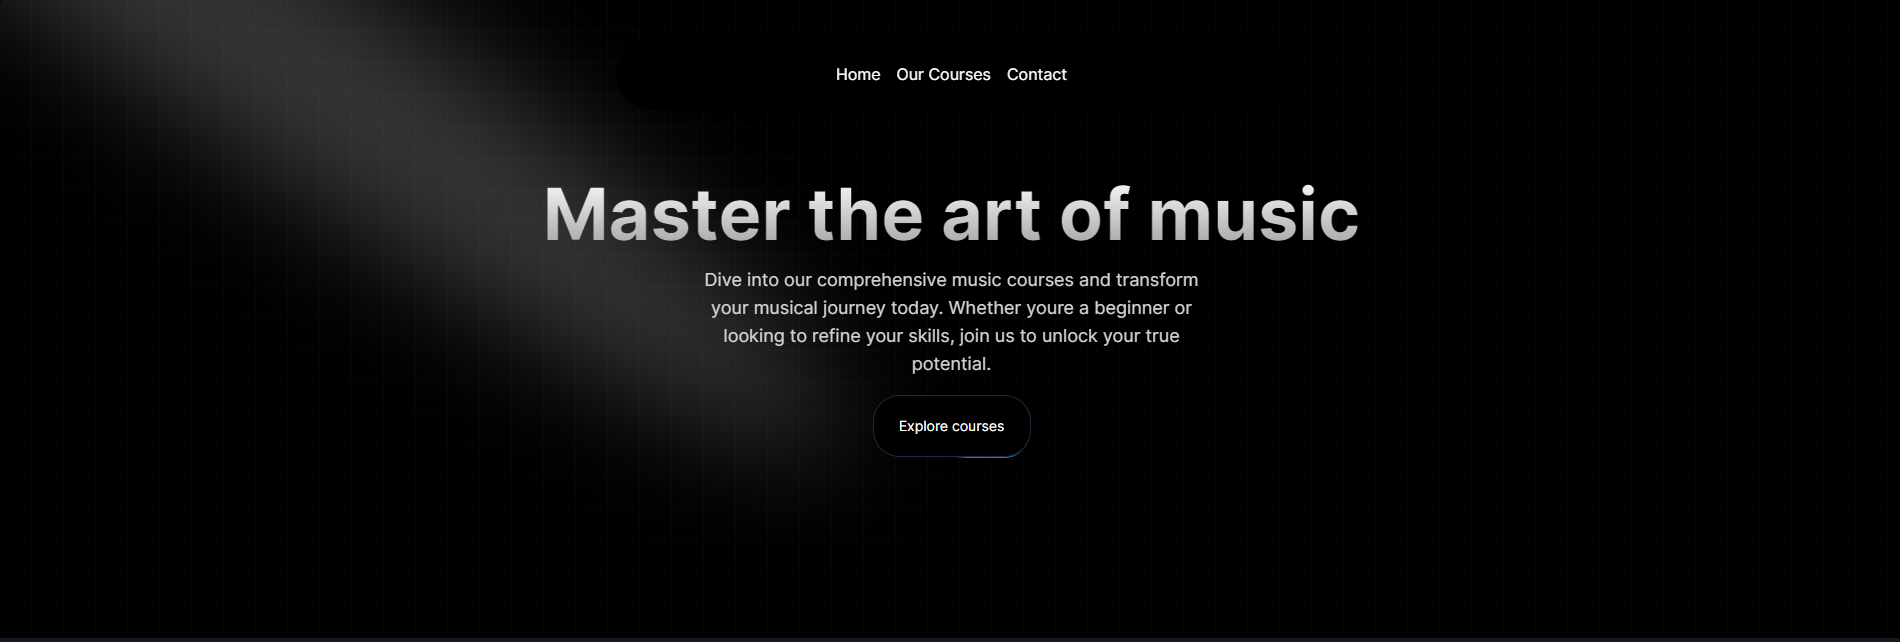 Home Our Courses Contact
Master the art of music
Dive into our comprehensive music courses and transform
your musical journey today. Whether youre a beginner or
looking to refine your skills, join us to unlock your true
potential.
Explore courses